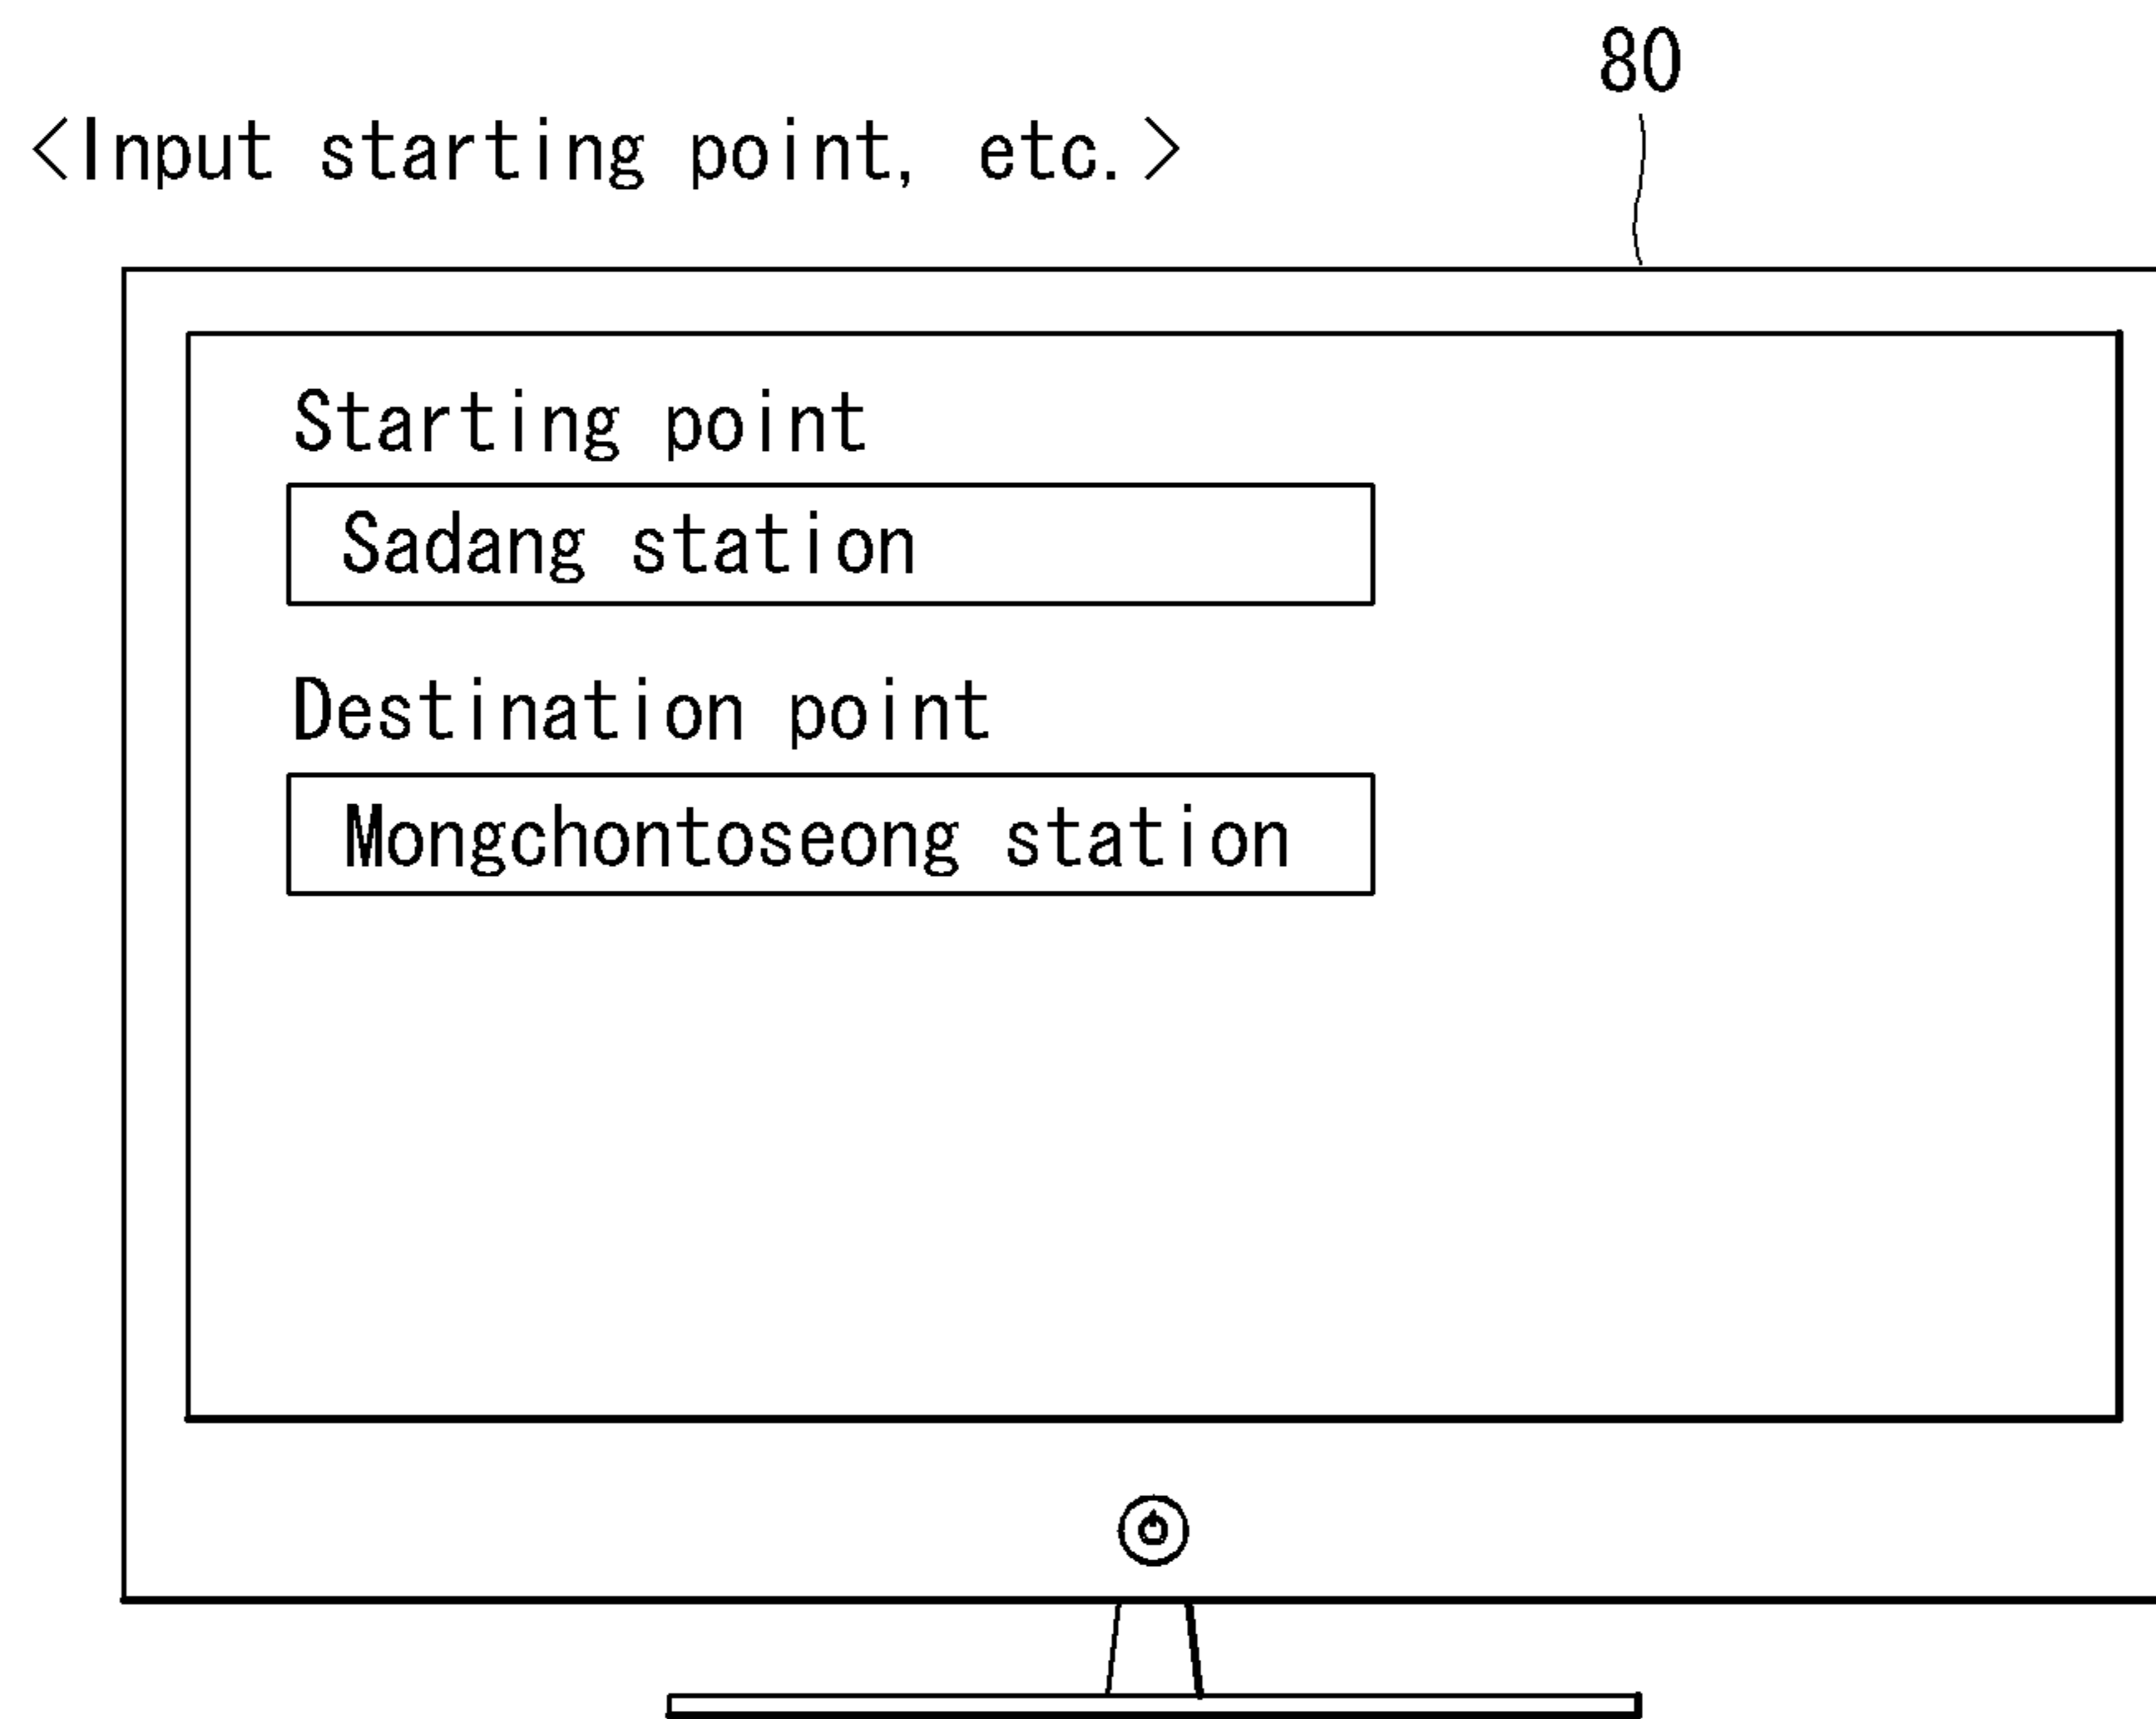 80
<Input starting point, etc.>
Starting point
Sadang station
Destination point
Mongchontoseong station